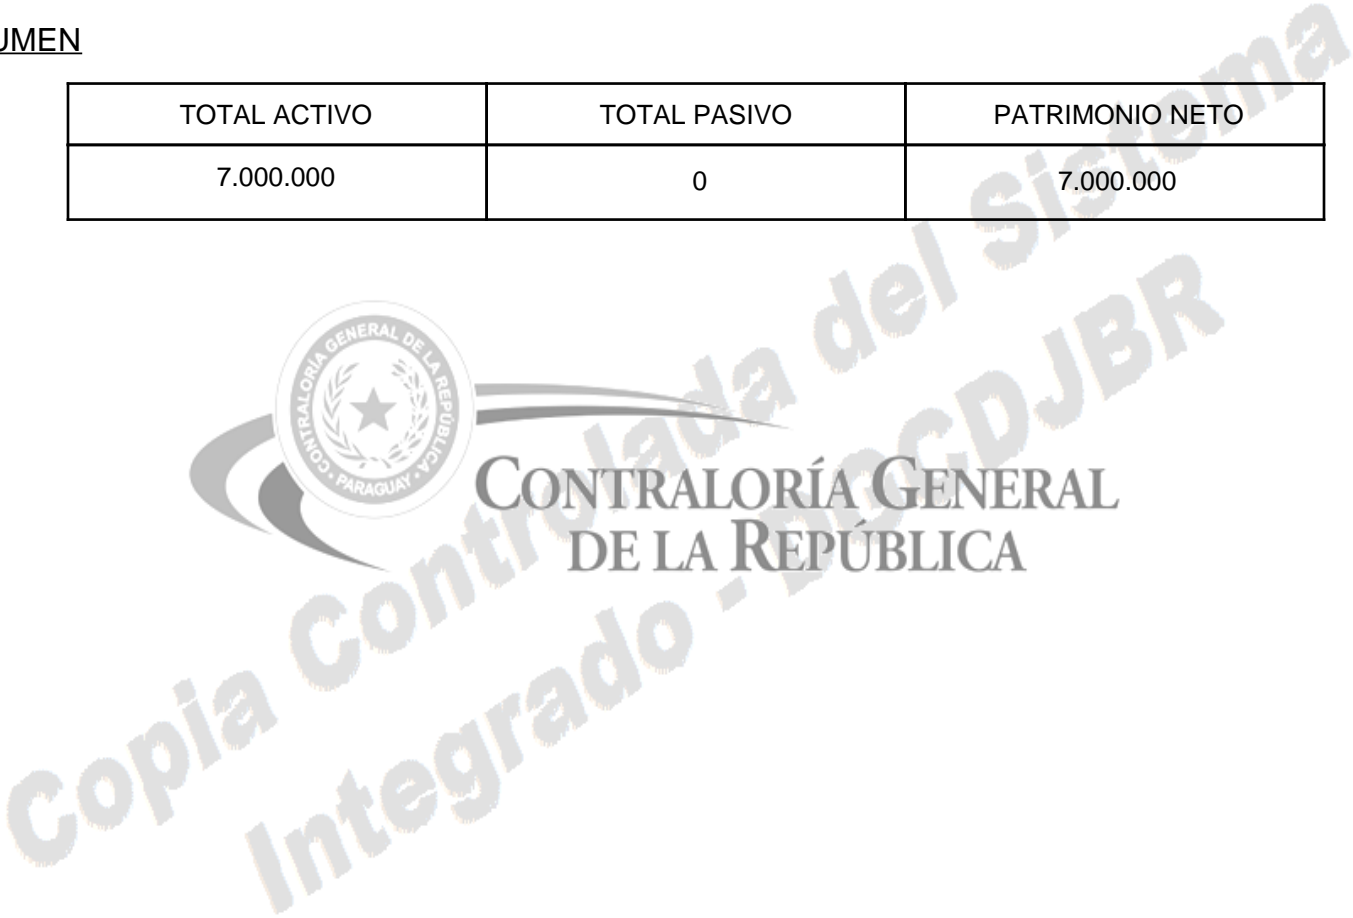 UMEN
TOTAL ACTIVO TOTAL PASIVO PATRIMONIO NETO
7.000.000 0 7.000.000
CONTRALORÍA GENERAL DE LA REPÚBLICA
PARAGUAY
CONTRALORÍA GENERAL
DE LA REPÚBLICA
Copia Controlada del Sistema
Integrado - DGCDJBR